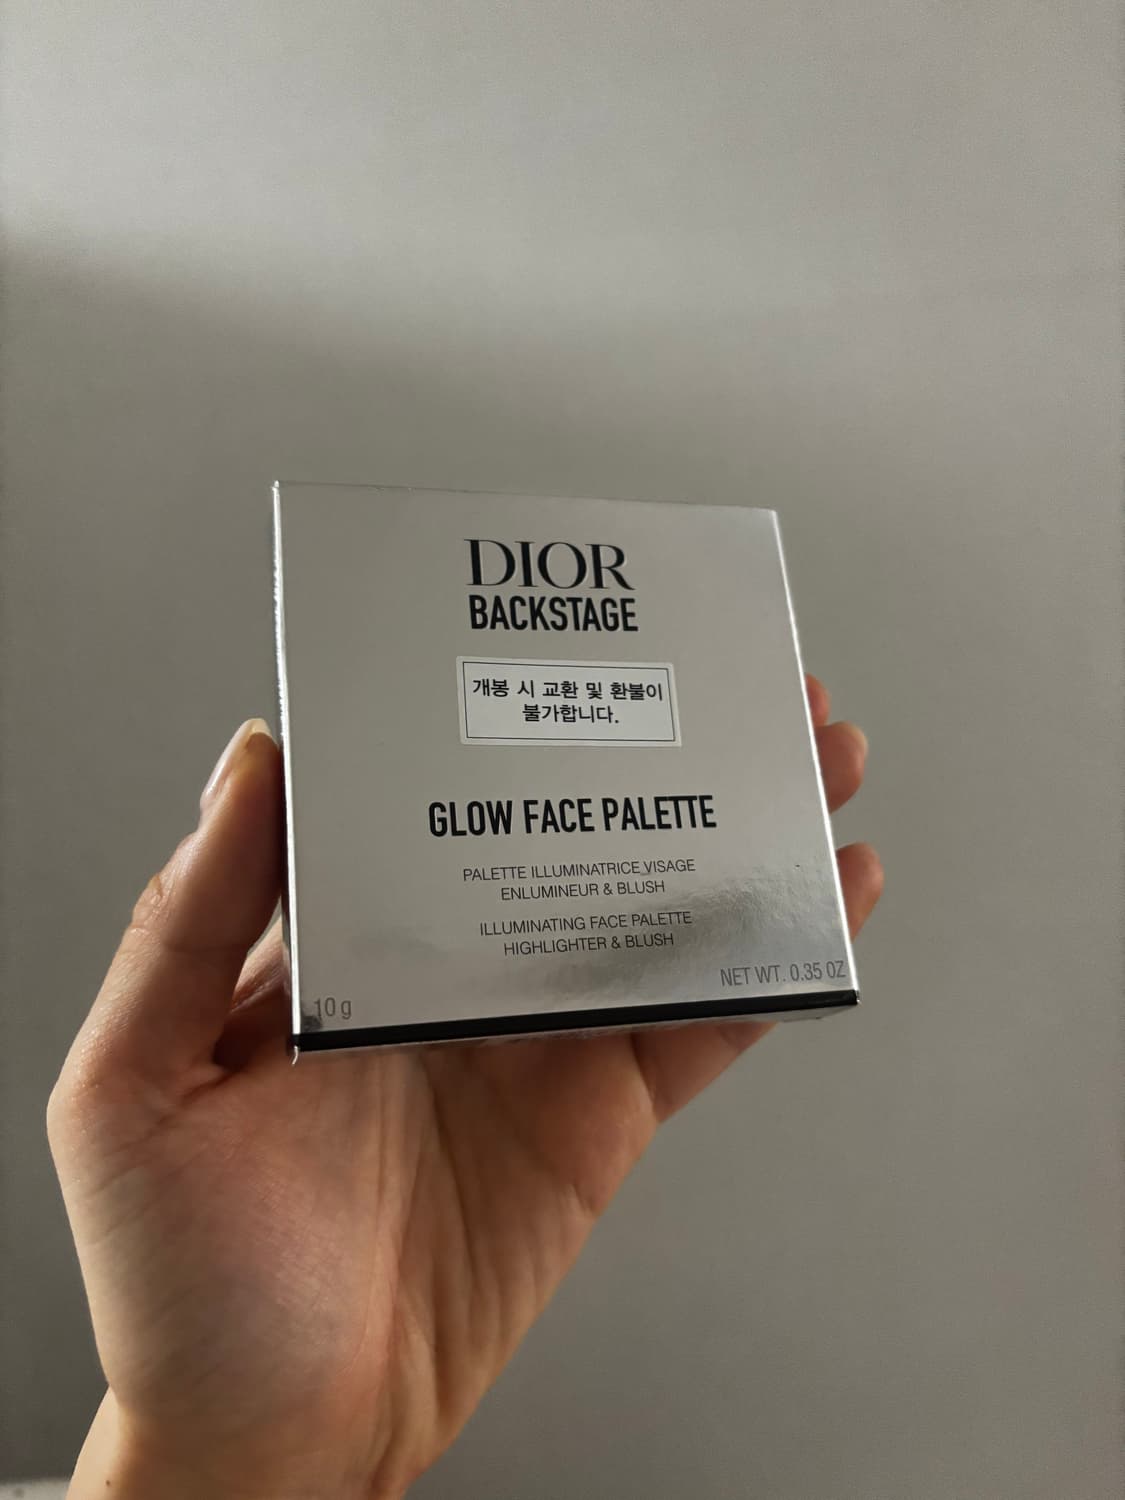 DIOR
BACKSTAGE
개봉 시 교환 및 환불이
불가합니다.
GLOW FACE PALETTE
PALETTE ILLUMINATRICE VISAGE
ENLUMINEUR & BLUSH
ILLUMINATING FACE PALETTE
HIGHLIGHTER & BLUSH
10 g
NET WT. 0.35 OZ